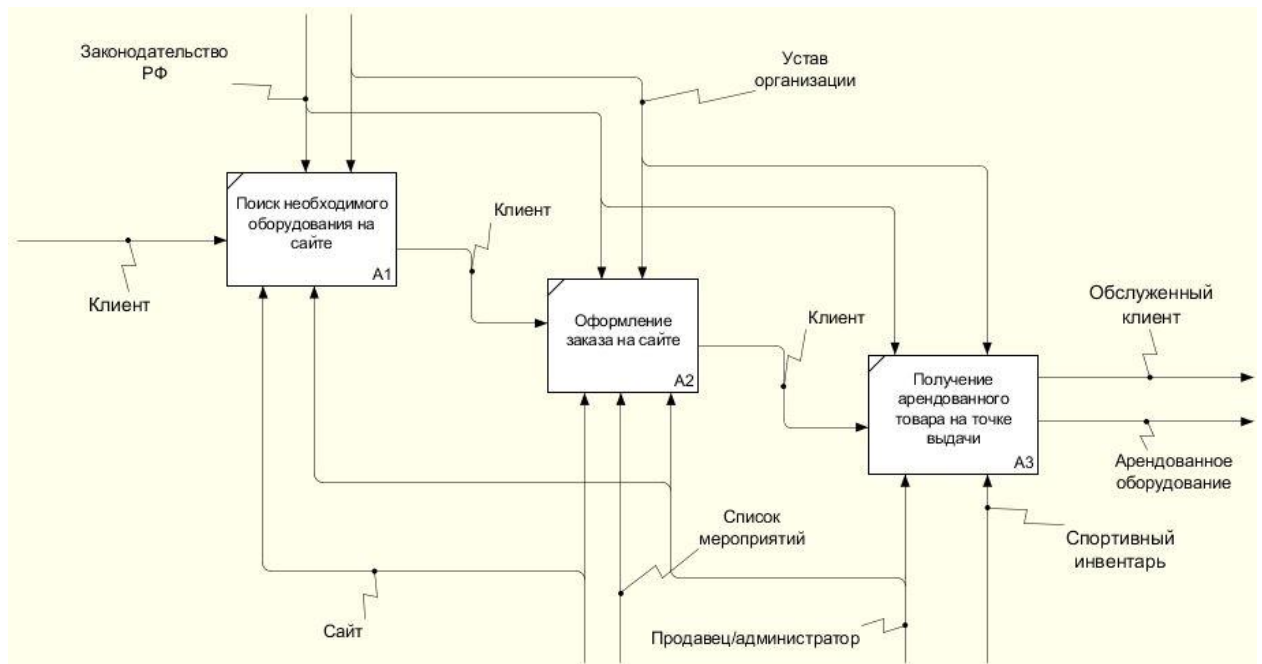 Законодательство
РФ
Устав
организации
Поиск необходимого
оборудования на
сайте
A1
Клиент
Клиент
Оформление
заказа на сайте
A2
Клиент
Обслуженный
клиент
Получение
арендованного
товара на точке
выдачи
A3
Арендованное
оборудование
Список
мероприятий
Спортивный
инвентарь
Сайт
Продавец/администратор